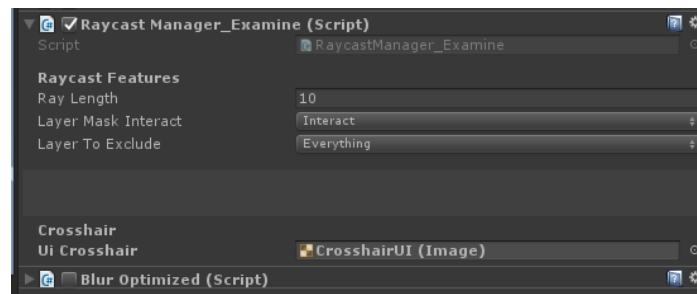 Raycast Manager_Examine (Script)
Script RaycastManager_Examine
Raycast Features
Ray Length 10
Layer Mask Interact Interact
Layer To Exclude Everything
Crosshair
Ui Crosshair CrosshairUI (Image)
Blur Optimized (Script)